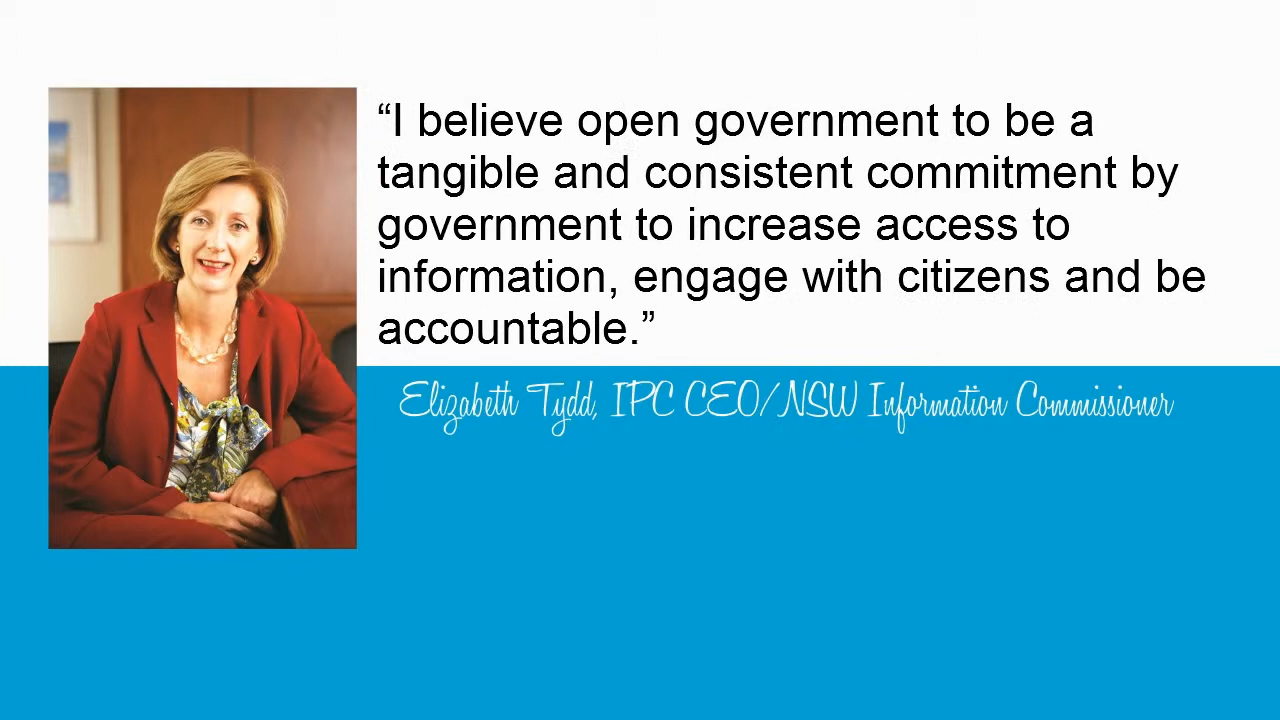 “I believe open government to be a
tangible and consistent commitment by
government to increase access to
information, engage with citizens and be
accountable.”
Elizabeth Tydd, IPC CEO/NSW Information Commissioner